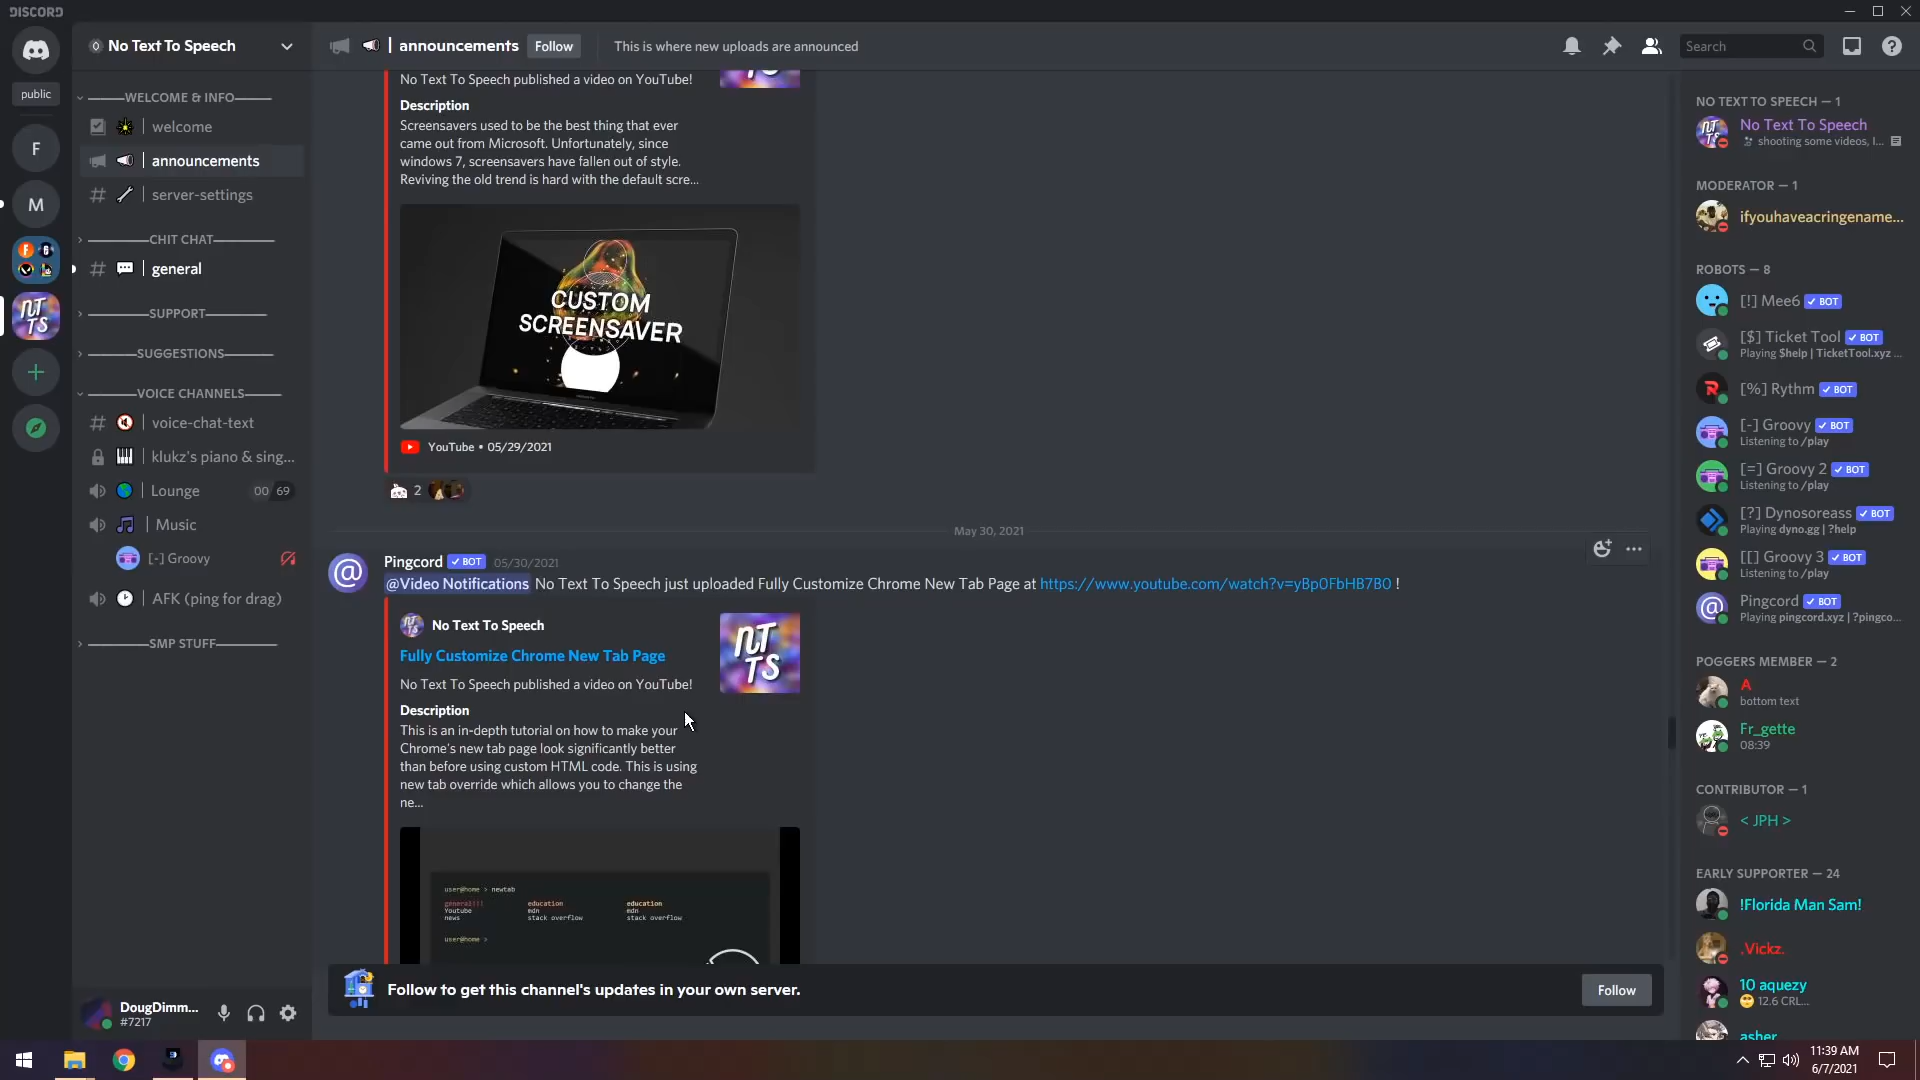 DISCORD
No Text To Speech
announcements
Follow
This is where new uploads are announced
Search
public
F
M
WELCOME & INFO
welcome
announcements
server-settings
CHIT CHAT
general
SUPPORT
SUGGESTIONS
VOICE CHANNELS
voice-chat-text
klukz's piano & sing...
Lounge
00 69
Music
[-] Groovy
AFK (ping for drag)
SMP STUFF
DougDimm...
#7217
No Text To Speech published a video on YouTube!
Description
Screensavers used to be the best thing that ever
came out from Microsoft. Unfortunately, since
windows 7, screensavers have fallen out of style.
Reviving the old trend is hard with the default scre...
CUSTOM
SCREENSAVER
YouTube • 05/29/2021
2
May 30, 2021
Pingcord BOT 05/30/2021
@Video Notifications No Text To Speech just uploaded Fully Customize Chrome New Tab Page at https://www.youtube.com/watch?v=yBp0FbHB7B0 !
No Text To Speech
Fully Customize Chrome New Tab Page
No Text To Speech published a video on YouTube!
Description
This is an in-depth tutorial on how to make your
Chrome's new tab page look significantly better
than before using custom HTML code. This is using
new tab override which allows you to change the
ne...
nT
TS
user@home > newtab
general!!!! education education
Youtube mdn mdn
news stack overflow stack overflow
user@home >
Follow to get this channel's updates in your own server.
Follow
NO TEXT TO SPEECH — 1
No Text To Speech
shooting some videos, I...
MODERATOR — 1
ifyouhaveacringename...
ROBOTS — 8
[!] Mee6 BOT
[$] Ticket Tool BOT
Playing $help | TicketTool.xyz ...
[%] Rythm BOT
[-] Groovy BOT
Listening to /play
[=] Groovy 2 BOT
Listening to /play
[?] Dynosoreass BOT
Playing dyno.gg | ?help
[[] Groovy 3 BOT
Listening to /play
Pingcord BOT
Playing pingcord.xyz | ?pingco...
POGGERS MEMBER — 2
A
bottom text
Fr_gette
08:39
CONTRIBUTOR — 1
< JPH >
EARLY SUPPORTER — 24
!Florida Man Sam!
.Vickz.
10 aquezy
12.6 CRL...
asher
11:39 AM
6/7/2021